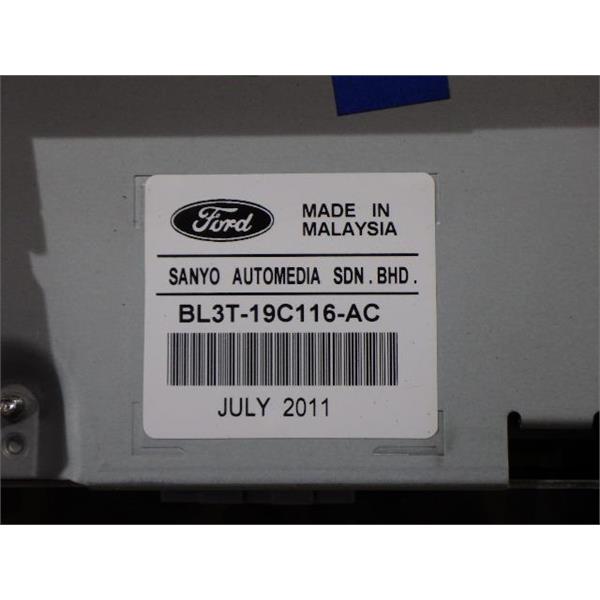 Ford
MADE IN
MALAYSIA
SANYO AUTOMEDIA SDN.BHD.
BL3T-19C116-AC
JULY 2011